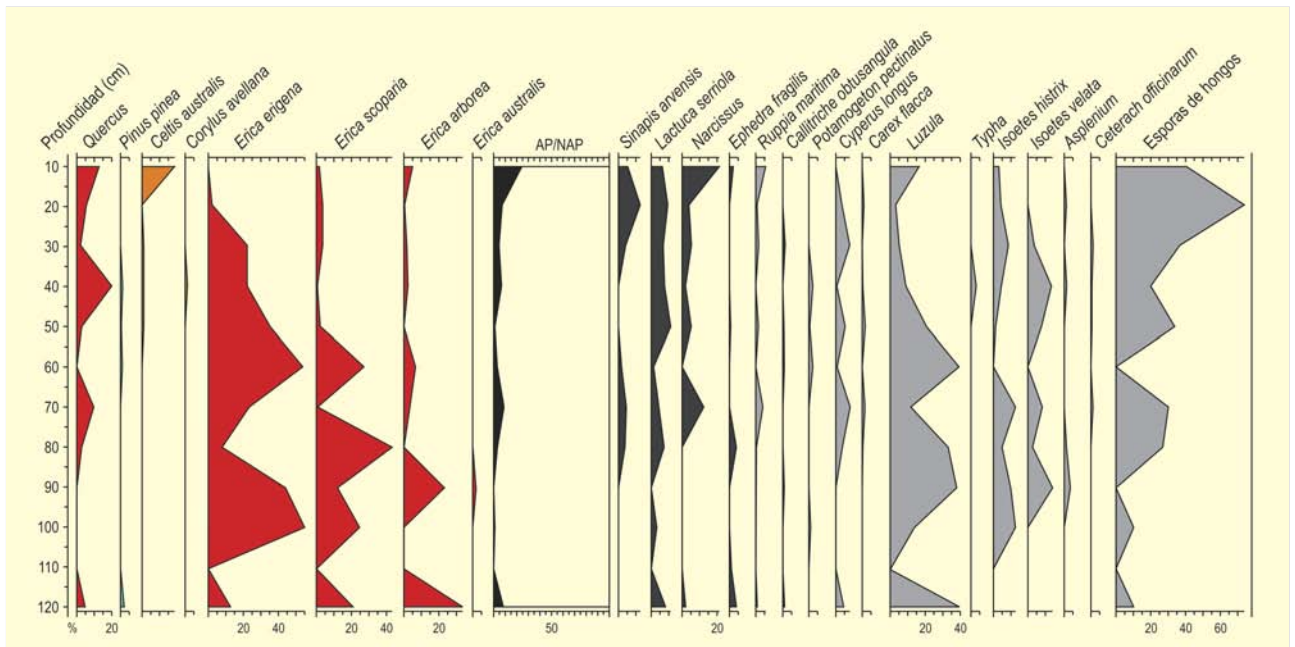 Profundidad (cm)
Quercus
Pinus pinea
Celtis australis
Corylus avellana
Erica erigena
Erica scoparia
Erica arborea
Erica australis
AP/NAP
Sinapis arvensis
Lactuca serriola
Narcissus
Ephedra fragilis
Ruppia maritima
Callitriche obtusangula
Potamogeton pectinatus
Cyperus longus
Carex flacca
Luzula
Typha
Isoetes histrix
Isoetes velata
Asplenium
Ceterach officinarum
Esporas de hongos
10
20
30
40
50
60
70
80
90
100
110
120
% 20 20 40 20 40 20 50 20 20 40 20 40 60